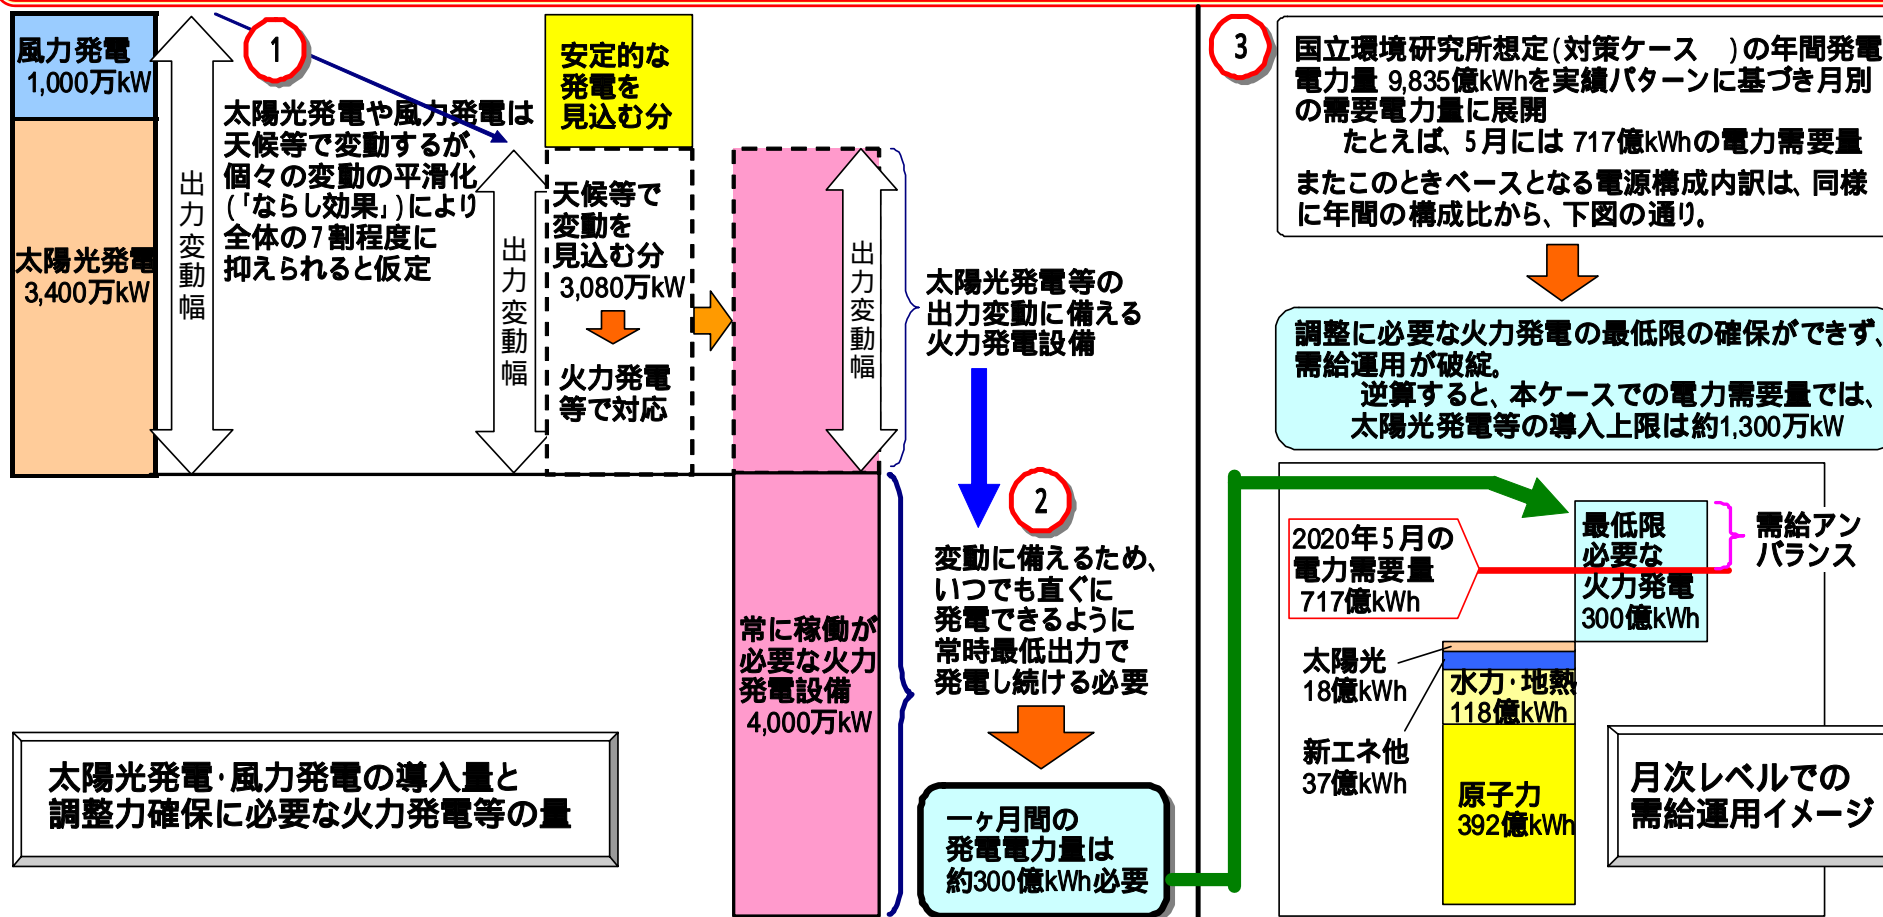 風力発電
1,000万kW
太陽光発電
3,400万kW
出力変動幅
1
太陽光発電や風力発電は
天候等で変動するが、
個々の変動の平滑化
(「ならし効果」)により
全体の7割程度に
抑えられると仮定
出力変動幅
安定的な
発電を
見込む分
天候等で
変動を
見込む分
3,080万kW
火力発電
等で対応
出力変動幅
太陽光発電等の
出力変動に備える
火力発電設備
2
変動に備えるため、
いつでも直ぐに
発電できるように
常時最低出力で
発電し続ける必要
常に稼働が
必要な火力
発電設備
4,000万kW
一ヶ月間の
発電電力量は
約300億kWh必要
太陽光発電・風力発電の導入量と
調整力確保に必要な火力発電等の量
3
国立環境研究所想定(対策ケース )の年間発電
電力量 9,835億kWhを実績パターンに基づき月別
の需要電力量に展開
たとえば、5月には 717億kWhの電力需要量
またこのときベースとなる電源構成内訳は、同様
に年間の構成比から、下図の通り。
調整に必要な火力発電の最低限の確保ができず、
需給運用が破綻。
逆算すると、本ケースでの電力需要量では、
太陽光発電等の導入上限は約1,300万kW
2020年5月の
電力需要量
717億kWh
最低限
必要な
火力発電
300億kWh
需給アン
バランス
太陽光
18億kWh
水力・地熱
118億kWh
新エネ他
37億kWh
原子力
392億kWh
月次レベルでの
需給運用イメージ